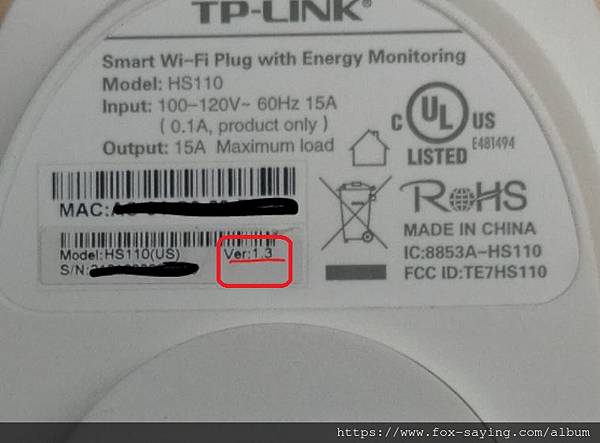 TP-LINK®
Smart Wi-Fi Plug with Energy Monitoring
Model: HS110
Input: 100-120V~ 60Hz 15A
( 0.1A, product only )
Output: 15A Maximum load
C UL® US
LISTED E481494
MAC:
Model:HS110(US) Ver:1.3
S/N:
RoHS
MADE IN CHINA
IC:8853A-HS110
FCC ID:TE7HS110
https://www.fox-saying.com/album